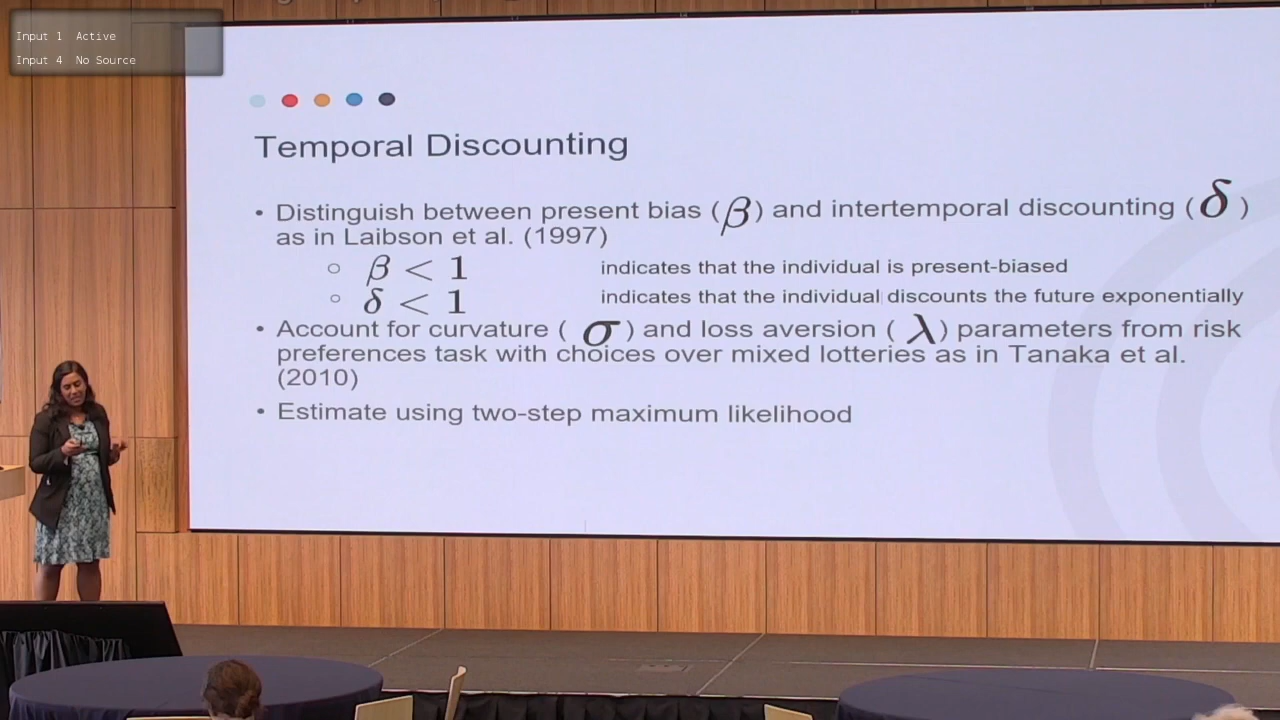 Input 1 Active
Input 4 No Source
Temporal Discounting
• Distinguish between present bias (β) and intertemporal discounting (δ)
as in Laibson et al. (1997)
○ β < 1 indicates that the individual is present-biased
○ δ < 1 indicates that the individual discounts the future exponentially
• Account for curvature ( σ ) and loss aversion ( λ ) parameters from risk
preferences task with choices over mixed lotteries as in Tanaka et al.
(2010)
• Estimate using two-step maximum likelihood